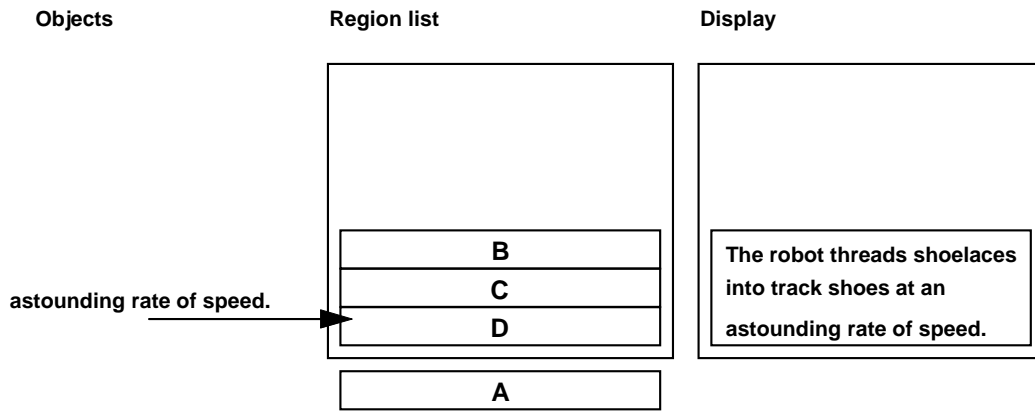 Objects
Region list
Display
B
C
astounding rate of speed.
D
A
The robot threads shoelaces
into track shoes at an
astounding rate of speed.